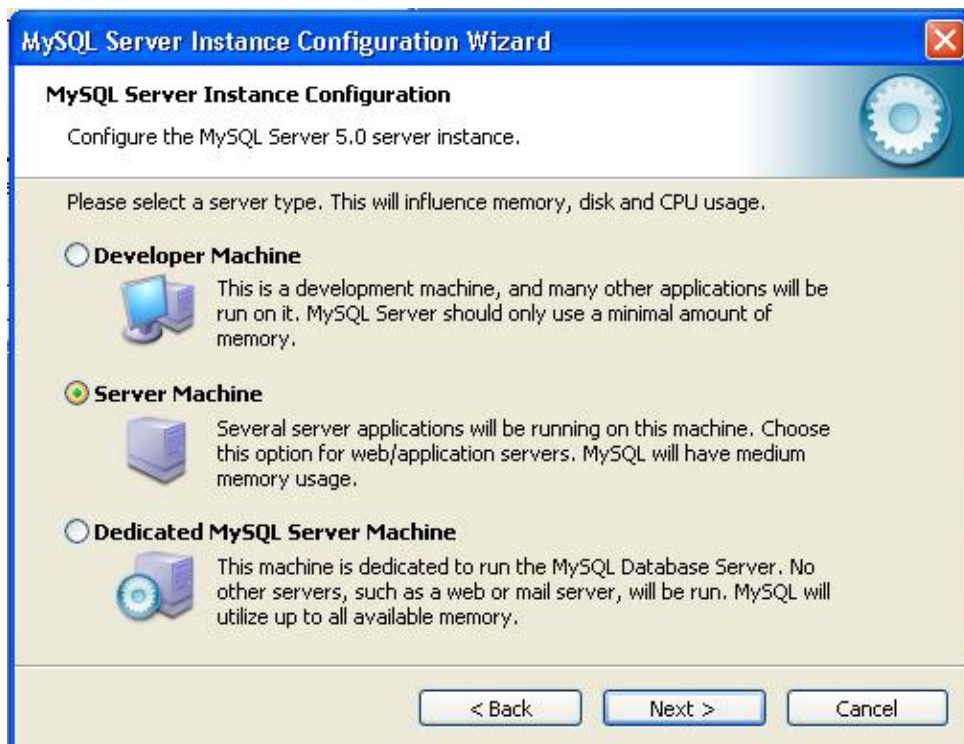 MySQL Server Instance Configuration Wizard
MySQL Server Instance Configuration
Configure the MySQL Server 5.0 server instance.
Please select a server type. This will influence memory, disk and CPU usage.
Developer Machine
This is a development machine, and many other applications will be
run on it. MySQL Server should only use a minimal amount of
memory.
Server Machine
Several server applications will be running on this machine. Choose
this option for web/application servers. MySQL will have medium
memory usage.
Dedicated MySQL Server Machine
This machine is dedicated to run the MySQL Database Server. No
other servers, such as a web or mail server, will be run. MySQL will
utilize up to all available memory.
< Back Next > Cancel